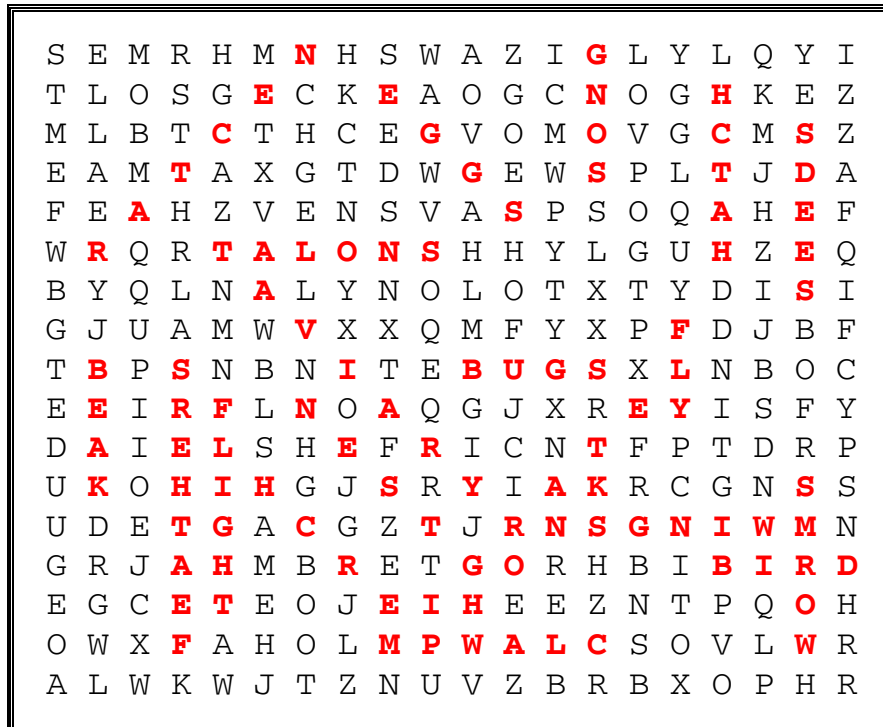 S E M R H M N H S W A Z I G L Y L Q Y I
T L O S G E C K E A O G C N O G H K E Z
M L B T C T H C E G V O M O V G C M S Z
E A M T A X G T D W G E W S P L T J D A
F E A H Z V E N S V A S P S O Q A H E F
W R Q R T A L O N S H H Y L G U H Z E Q
B Y Q L N A L Y N O L O T X T Y D I S I
G J U A M W V X X Q M F Y X P F D J B F
T B P S N B N I T E B U G S X L N B O C
E E I R F L N O A Q G J X R E Y I S F Y
D A I E L S H E F R I C N T F P T D R P
U K O H I H G J S R Y I A K R C G N S S
U D E T G A C G Z T J R N S G N I W M N
G R J A H M B R E T G O R H B I B I R D
E G C E T E O J E I H E E Z N T P Q O H
O W X F A H O L M P W A L C S O V L W R
A L W K W J T Z N U V Z B R B X O P H R